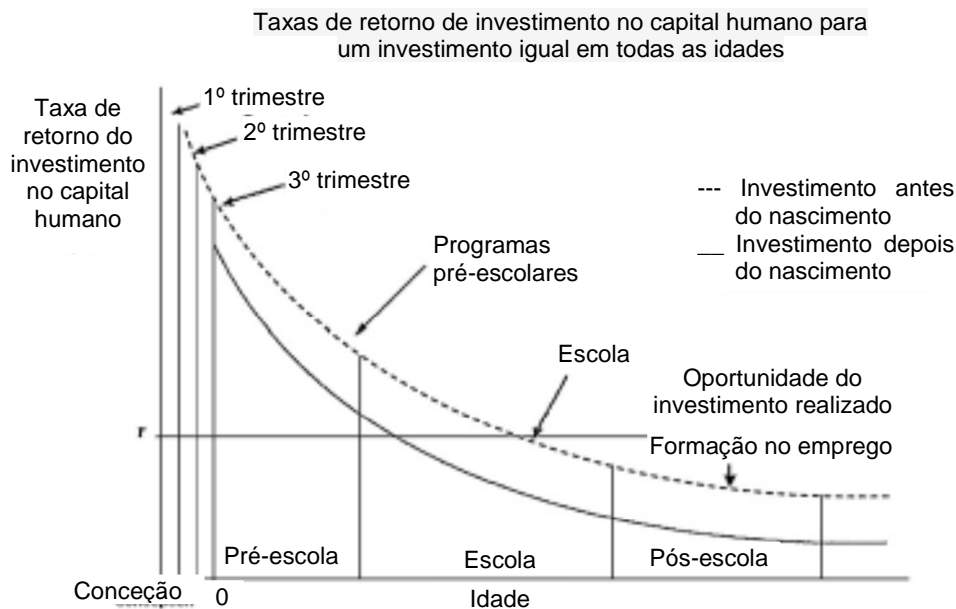 Taxas de retorno de investimento no capital humano para
um investimento igual em todas as idades
Taxa de
retorno do
investimento
no capital
humano
1º trimestre
2º trimestre
3º trimestre
--- Investimento antes
do nascimento
__ Investimento depois
do nascimento
Programas
pré-escolares
Escola
Oportunidade do
investimento realizado
r
Formação no emprego
Pré-escola
Escola
Pós-escola
Conceção
0
Idade